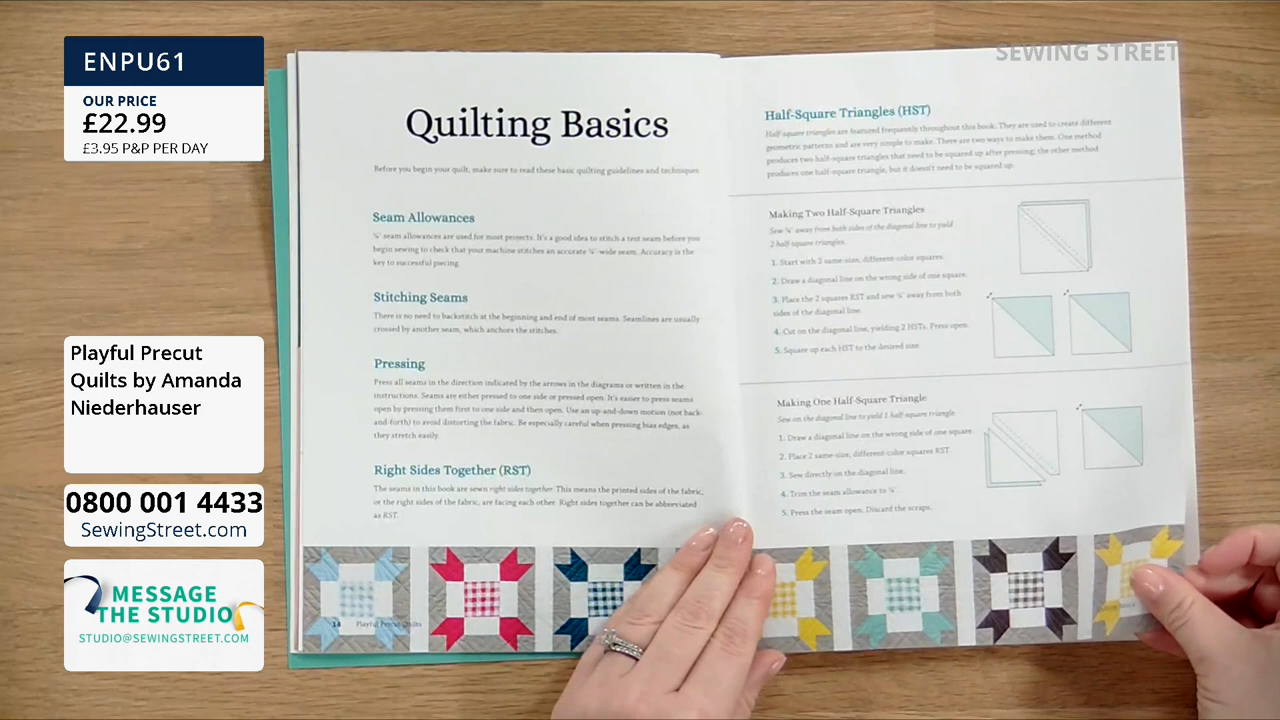 ENPU61
OUR PRICE
£22.99
£3.95 P&P PER DAY
Playful Precut
Quilts by Amanda
Niederhauser
0800 001 4433
SewingStreet.com
MESSAGE
THE STUDIO
STUDIO@SEWINGSTREET.COM
SEWING STREET
Quilting Basics
Before you begin your quilt, make sure to read these basic quilting guidelines and techniques.
Seam Allowances
¼˝ seam allowances are used for most projects. It's a good idea to stitch a test seam before you
begin sewing to check that your machine stitches an accurate ¼˝-wide seam. Accuracy is the
key to successful piecing.
Stitching Seams
There is no need to backstitch at the beginning and end of most seams. Seamlines are usually
crossed by another seam, which anchors the stitches.
Pressing
Press all seams in the direction indicated by the arrows in the diagrams or written in the
instructions. Seams are either pressed to one side or pressed open. It's easier to press seams
open by pressing them first to one side and then open. Use an up-and-down motion (not back-
and-forth) to avoid distorting the fabric. Be especially careful when pressing bias edges, as
they stretch easily.
Right Sides Together (RST)
The seams in this book are sewn right sides together. This means the printed sides of the fabric,
or the right sides of the fabric, are facing each other. Right sides together can be abbreviated
as RST.
14 Playful Precut Quilts
Half-Square Triangles (HST)
Half-square triangles are featured frequently throughout this book. They are used to create different
geometric patterns and are very simple to make. There are two ways to make them. One method
produces two half-square triangles that need to be squared up after pressing; the other method
produces one half-square triangle, but it doesn't need to be squared up.
Making Two Half-Square Triangles
Sew ¼˝ away from both sides of the diagonal line to yield
2 half-square triangles.
1. Start with 2 same-size, different-color squares.
2. Draw a diagonal line on the wrong side of one square.
3. Place the 2 squares RST and sew ¼˝ away from both
sides of the diagonal line.
4. Cut on the diagonal line, yielding 2 HSTs. Press open.
5. Square up each HST to the desired size.
Making One Half-Square Triangle
Sew on the diagonal line to yield 1 half-square triangle.
1. Draw a diagonal line on the wrong side of one square.
2. Place 2 same-size, different-color squares RST.
3. Sew directly on the diagonal line.
4. Trim the seam allowance to ¼˝.
5. Press the seam open. Discard the scraps.